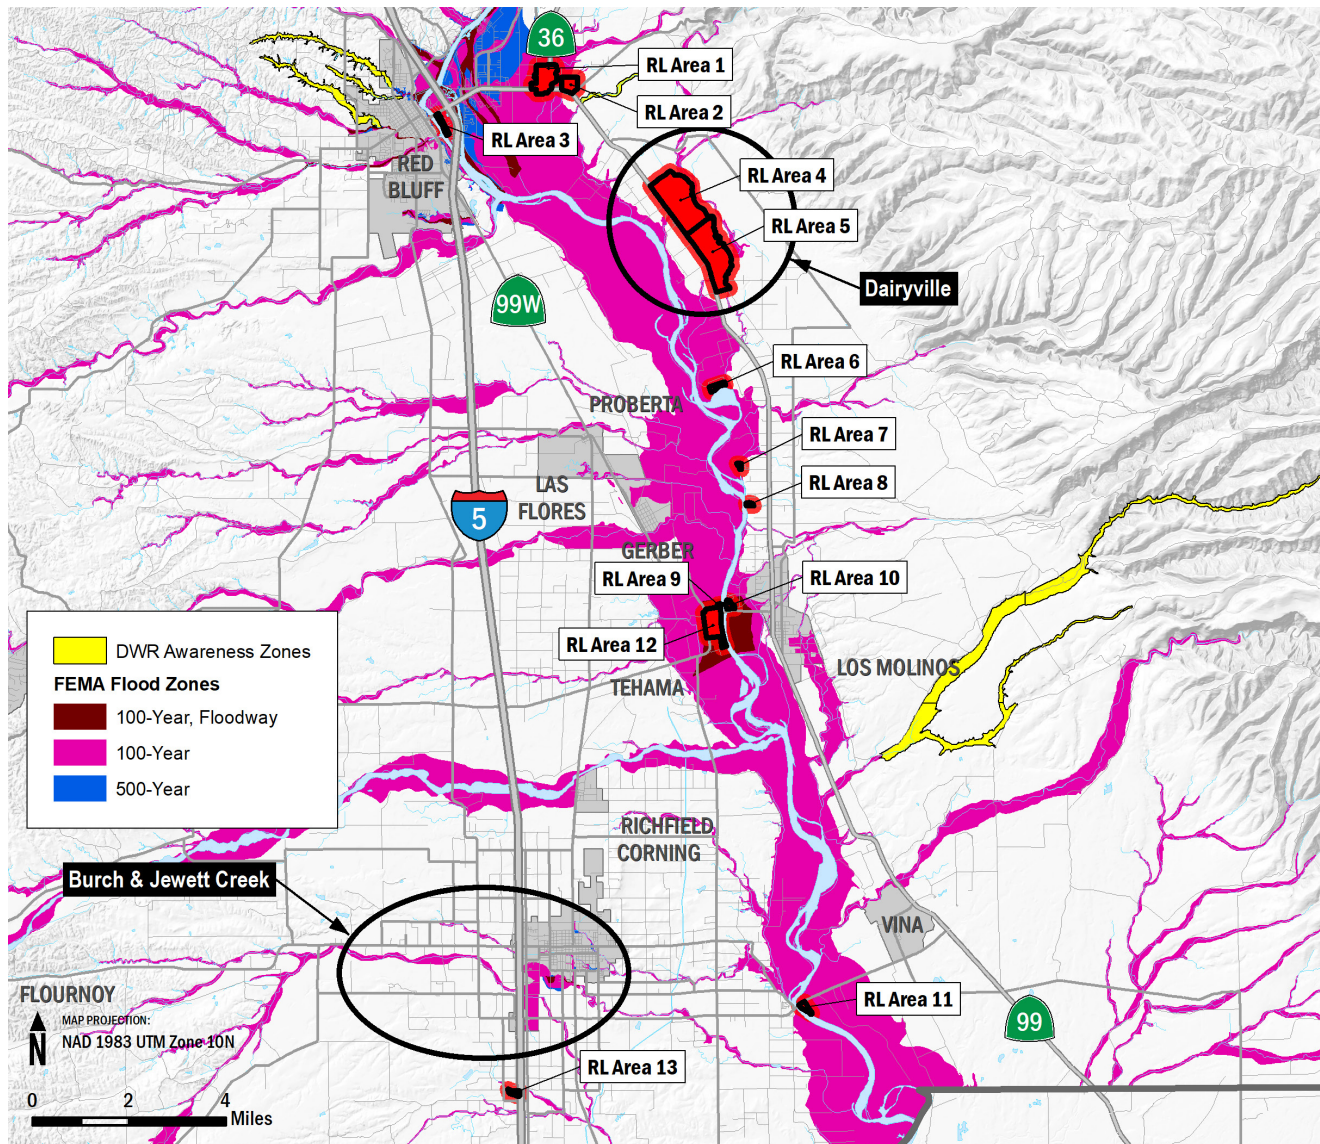 36
RL Area 1
RL Area 2
RL Area 3
RED
BLUFF
RL Area 4
RL Area 5
Dairyville
99W
RL Area 6
PROBERTA
RL Area 7
LAS
FLORES
RL Area 8
5
GERBER
RL Area 9
RL Area 10
RL Area 12
LOS MOLINOS
TEHAMA
DWR Awareness Zones
FEMA Flood Zones
100-Year, Floodway
100-Year
500-Year
RICHFIELD
CORNING
Burch & Jewett Creek
VINA
FLOURNOY
RL Area 11
99
MAP PROJECTION:
N
NAD 1983 UTM Zone 10N
RL Area 13
0 2 4
Miles